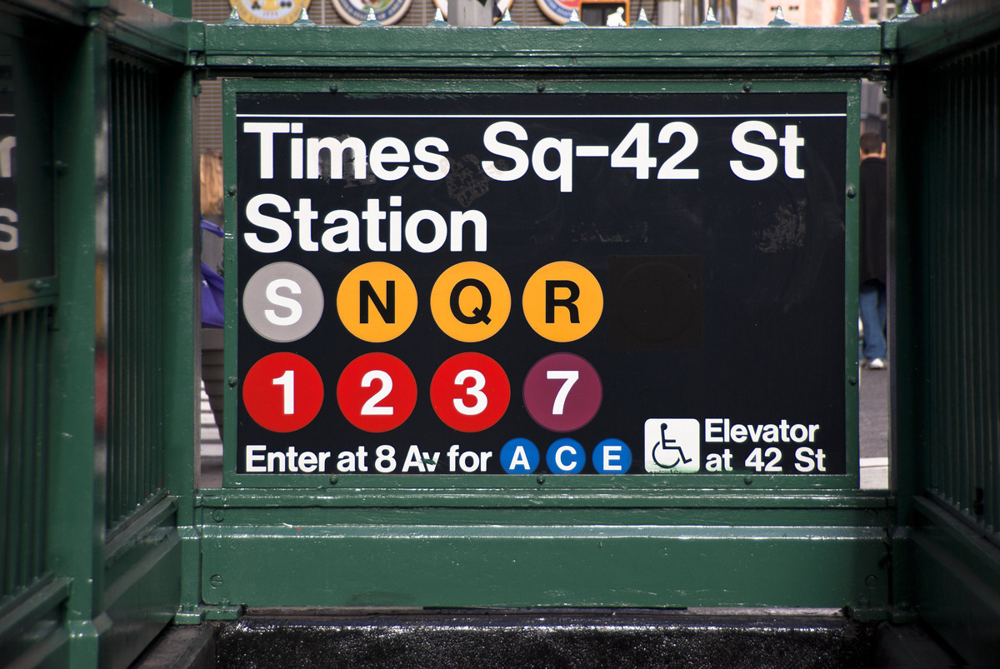 Times Sq-42 St
Station
S N Q R
1 2 3 7
Enter at 8 Av for A C E
Elevator
at 42 St